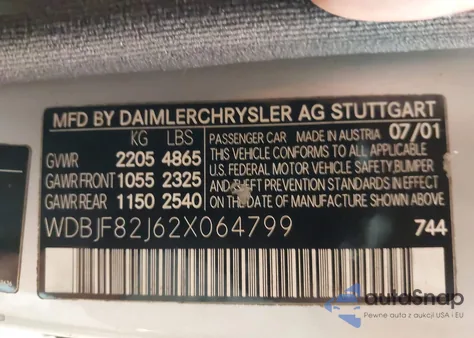 MFD BY DAIMLERCHRYSLER AG STUTTGART
KG LBS
GVWR 2205 4865
GAWR FRONT 1055 2325
GAWR REAR 1150 2540
PASSENGER CAR MADE IN AUSTRIA 07/01
THIS VEHICLE CONFORMS TO ALL APPLICABLE
U.S. FEDERAL MOTOR VEHICLE SAFETY, BUMPER
AND THEFT PREVENTION STANDARDS IN EFFECT
ON THE DATE OF MANUFACTURE SHOWN ABOVE.
WDBJF82J62X064799
744
autoSnap
Pewne auta z aukcji USA i EU